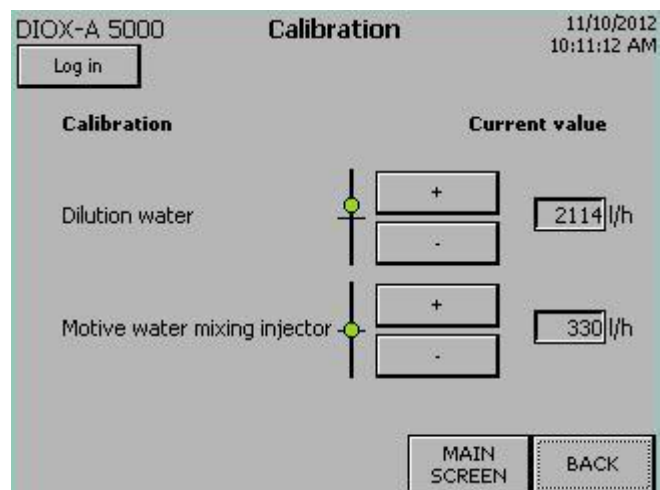 DIOX-A 5000 Calibration 11/10/2012
10:11:12 AM
Log in
Calibration Current value
+
Dilution water 2114 l/h
-
+
Motive water mixing injector 330 l/h
-
MAIN
SCREEN
BACK